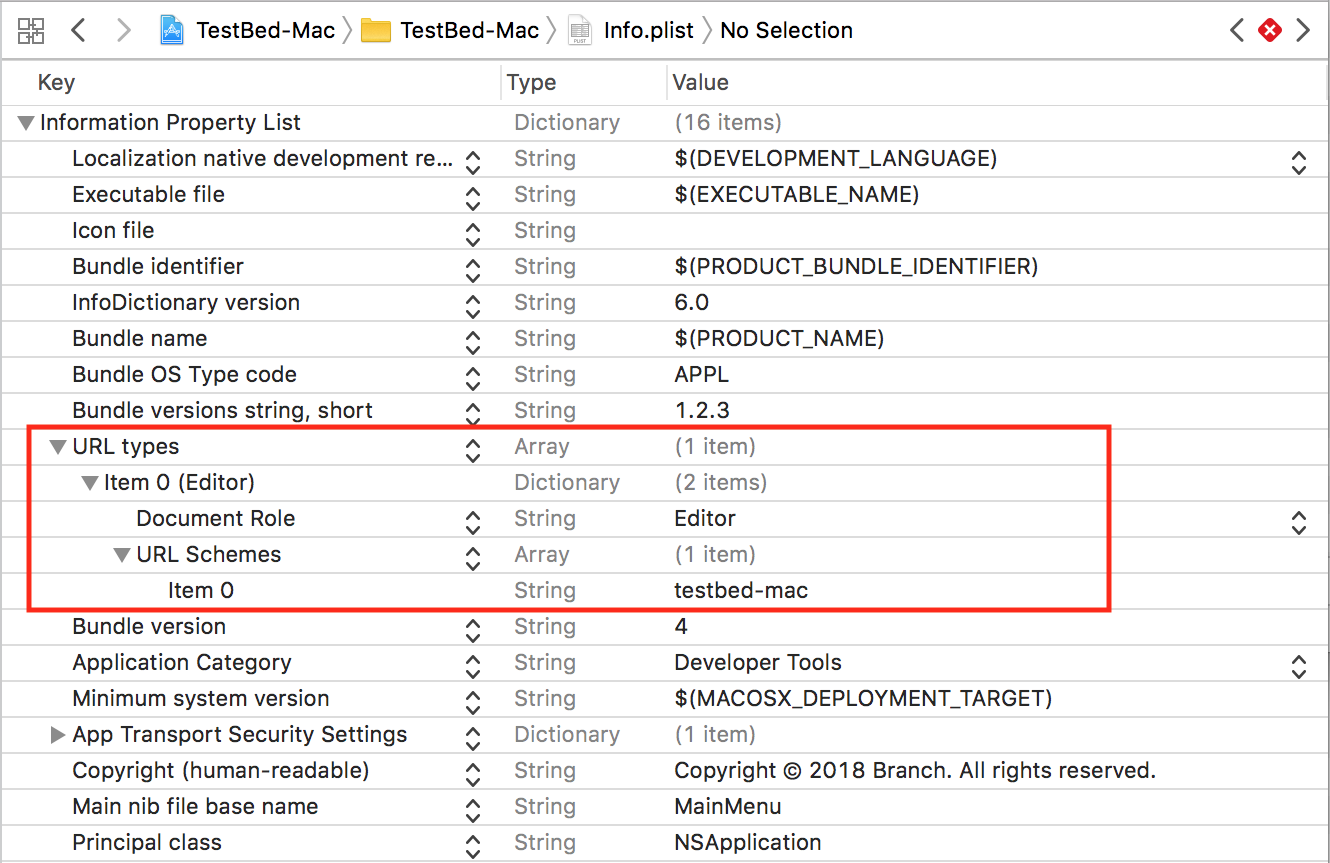 TestBed-Mac TestBed-Mac Info.plist No Selection
Key Type Value
Information Property List Dictionary (16 items)
Localization native development re... String $(DEVELOPMENT_LANGUAGE)
Executable file String $(EXECUTABLE_NAME)
Icon file String
Bundle identifier String $(PRODUCT_BUNDLE_IDENTIFIER)
InfoDictionary version String 6.0
Bundle name String $(PRODUCT_NAME)
Bundle OS Type code String APPL
Bundle versions string, short String 1.2.3
URL types Array (1 item)
Item 0 (Editor) Dictionary (2 items)
Document Role String Editor
URL Schemes Array (1 item)
Item 0 String testbed-mac
Bundle version String 4
Application Category String Developer Tools
Minimum system version String $(MACOSX_DEPLOYMENT_TARGET)
App Transport Security Settings Dictionary (1 item)
Copyright (human-readable) String Copyright © 2018 Branch. All rights reserved.
Main nib file base name String MainMenu
Principal class String NSApplication